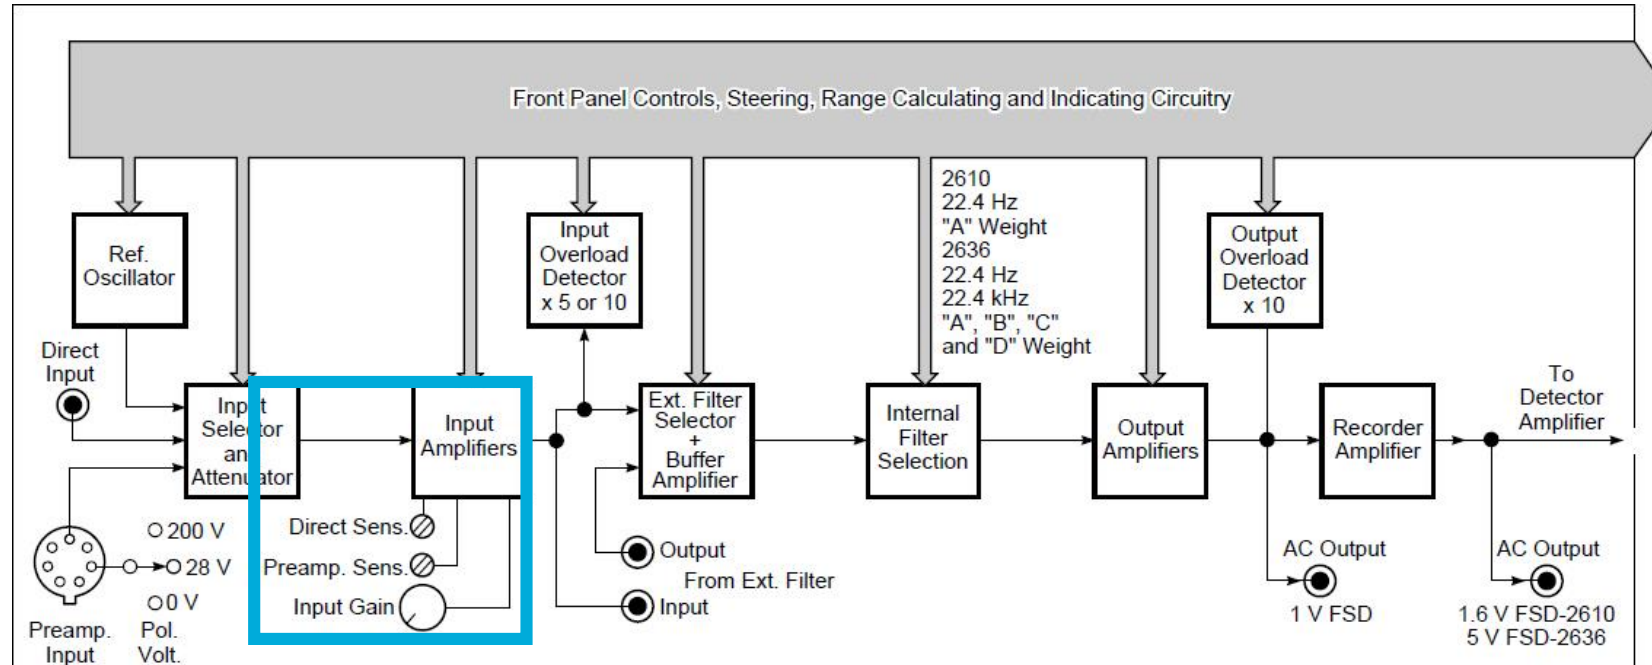 Front Panel Controls, Steering, Range Calculating and Indicating Circuitry
Ref.
Oscillator
Input
Overload
Detector
x 5 or 10
2610
22.4 Hz
"A" Weight
2636
22.4 Hz
22.4 kHz
"A", "B", "C"
and "D" Weight
Output
Overload
Detector
x 10
Direct
Input
Input
Selector
and
Attenuator
Input
Amplifiers
Ext. Filter
Selector
+
Buffer
Amplifier
Internal
Filter
Selection
Output
Amplifiers
Recorder
Amplifier
To
Detector
Amplifier
Direct Sens.
Preamp. Sens.
Input Gain
200 V
28 V
0 V
Preamp.
Input
Pol.
Volt.
Output
From Ext. Filter
Input
AC Output
1 V FSD
AC Output
1.6 V FSD-2610
5 V FSD-2636